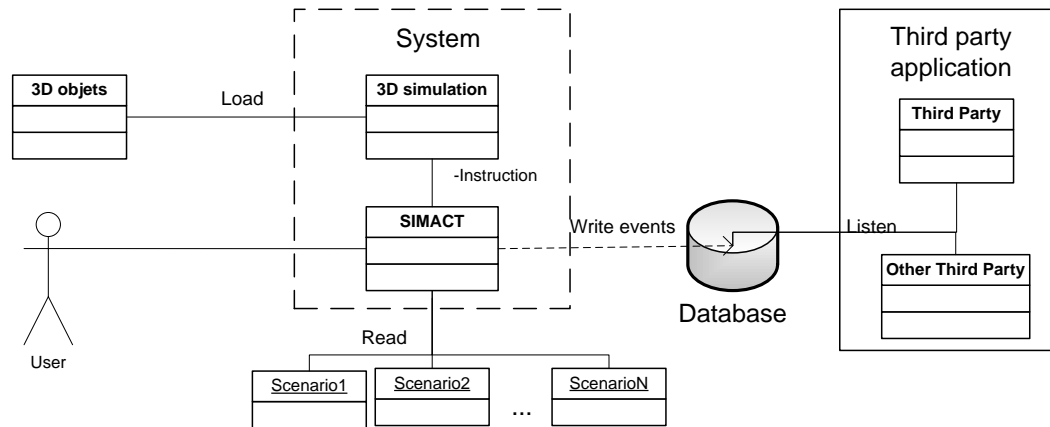 System
Third party
application
3D objets
Load
3D simulation
Third Party
-Instruction
SIMACT
Write events
Listen
Other Third Party
Database
User
Read
Scenario1
Scenario2
...
ScenarioN